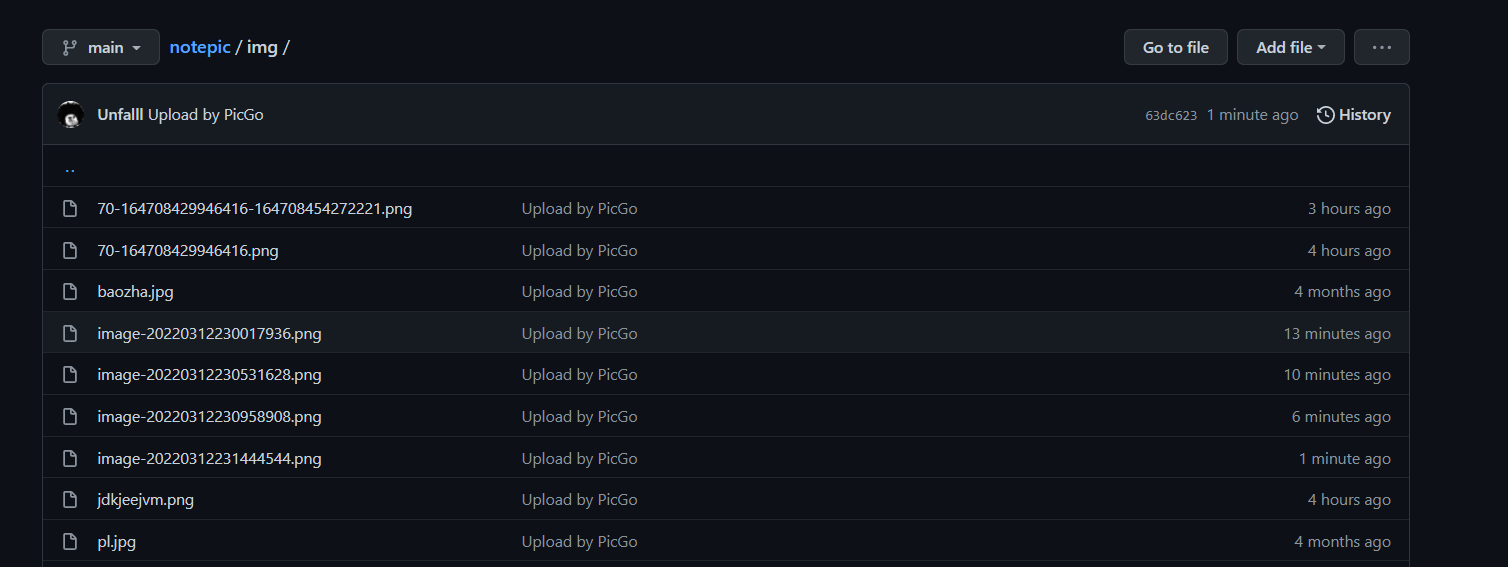 main notepic / img / Go to file Add file ...
Unfalll Upload by PicGo 63dc623 1 minute ago History
..
70-164708429946416-164708454272221.png Upload by PicGo 3 hours ago
70-164708429946416.png Upload by PicGo 4 hours ago
baozha.jpg Upload by PicGo 4 months ago
image-20220312230017936.png Upload by PicGo 13 minutes ago
image-20220312230531628.png Upload by PicGo 10 minutes ago
image-20220312230958908.png Upload by PicGo 6 minutes ago
image-20220312231444544.png Upload by PicGo 1 minute ago
jdkjeejvm.png Upload by PicGo 4 hours ago
pl.jpg Upload by PicGo 4 months ago